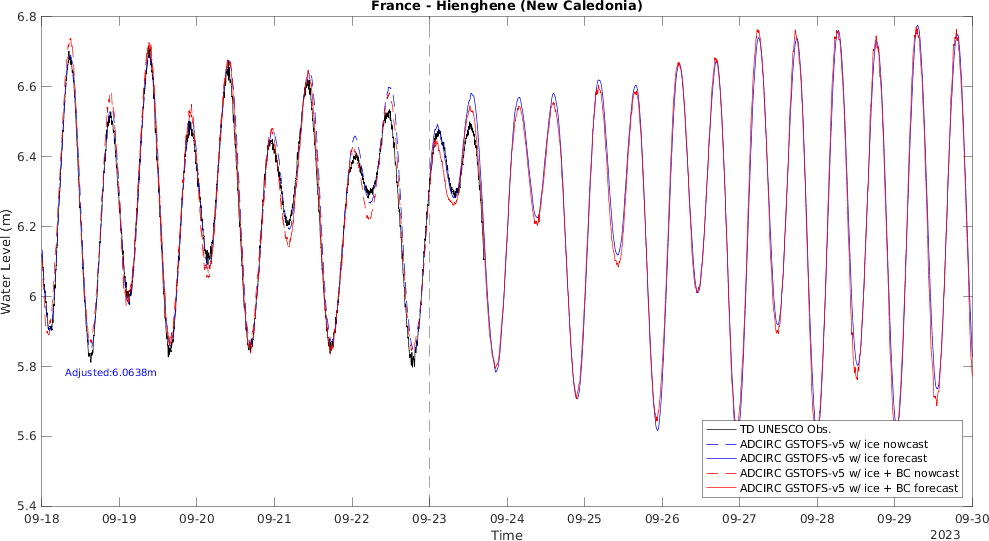 France - Hienghene (New Caledonia)
6.8
6.6
6.4
6.2
6
5.8
5.6
5.4
Water Level (m)
Adjusted:6.0638m
TD UNESCO Obs.
ADCIRC GSTOFS-v5 w/ ice nowcast
ADCIRC GSTOFS-v5 w/ ice forecast
ADCIRC GSTOFS-v5 w/ ice + BC nowcast
ADCIRC GSTOFS-v5 w/ ice + BC forecast
09-18 09-19 09-20 09-21 09-22 09-23 09-24 09-25 09-26 09-27 09-28 09-29 09-30
Time
2023